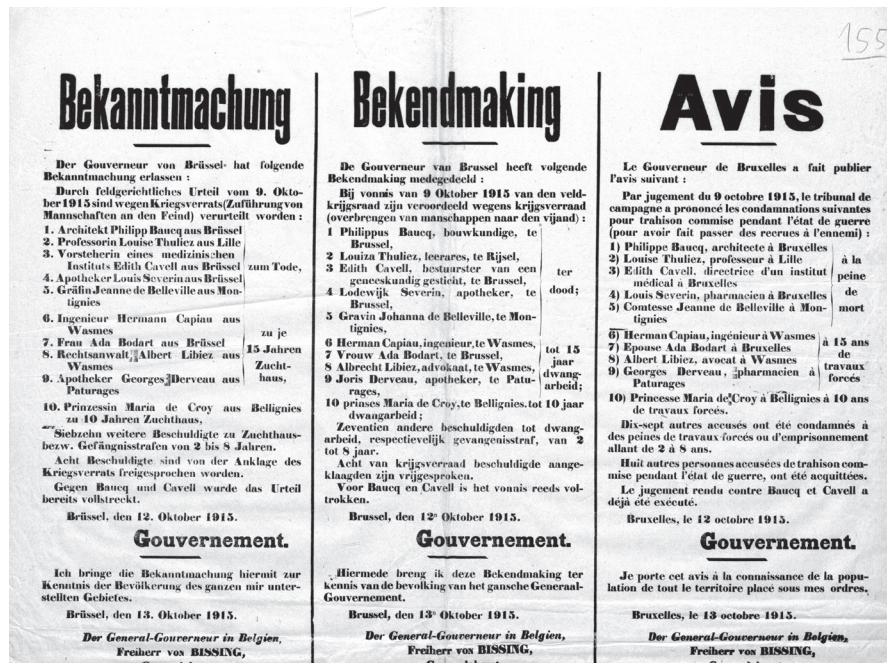 155
Bekanntmachung
Der Gouverneur von Brüssel hat folgende
Bekanntmachung erlassen :
Durch feldgerichtliches Urteil vom 9. Okto-
ber 1915 sind wegen Kriegsverrats (Zuführung von
Mannschaften an den Feind) verurteilt worden :
1. Architekt Philipp Baucq aus Brüssel
2. Professorin Louise Thuliez aus Lille
3. Vorsteherin eines medizinischen
Instituts Edith Cavell aus Brüssel
4. Apotheker Louis Severin aus Brüssel
5. Gräfin Jeanne de Belleville aus Mon-
tignies
zum Tode,
6. Ingenieur Herman Capiau aus
Wasmes
7. Frau Ada Bodart aus Brüssel
8. Rechtsanwalt Albert Libiez aus
Wasmes
9. Apotheker Georges Derveau aus
Paturages
zu je
15 Jahren
Zucht-
haus,
10. Prinzessin Maria de Croy aus Bellignies
zu 10 Jahren Zuchthaus,
Siebzehn weitere Beschuldigte zu Zuchthaus-
bezw. Gefängnisstrafen von 2 bis 8 Jahren.
Acht Beschuldigte sind von der Anklage des
Kriegsverrats freigesprochen worden.
Gegen Baucq und Cavell wurde das Urteil
bereits vollstreckt.
Brüssel, den 12. Oktober 1915.
Gouvernement.
Ich bringe die Bekanntmachung hiermit zur
Kenntnis der Bevölkerung des ganzen mir unter-
stellten Gebietes.
Brüssel, den 13. Oktober 1915.
Der General-Gouverneur in Belgien,
Freiherr von BISSING,
Bekendmaking
De Gouverneur van Brussel heeft volgende
Bekendmaking medegedeeld :
Bij vonnis van 9 Oktober 1915 van den veld-
krijgsraad zijn veroordeeld wegens krijgsverraad
(overbrengen van manschappen naar den vijand) :
1 Philippus Baucq, bouwkundige, te
Brussel,
2 Louiza Thuliez, leerares, te Rijsel,
3 Edith Cavell, bestuurster van een
geneeskundig gesticht, te Brussel,
4 Lodewijk Severin, apotheker, te
Brussel,
5 Gravin Johanna de Belleville, te Mon-
tignies,
ter
dood;
6 Herman Capiau, ingenieur, te Wasmes,
7 Vrouw Ada Bodart, te Brussel,
8 Albrecht Libiez, advokaat, te Wasmes,
9 Joris Derveau, apotheker, te Patu-
rages,
tot 15
jaar
dwang-
arbeid;
10 prinses Maria de Croy, te Bellignies. tot 10 jaar
dwangarbeid;
Zeventien andere beschuldigden tot dwang-
arbeid, respectievelijk gevangenisstraf, van 2
tot 8 jaar.
Acht van krijgsverraad beschuldigde aange-
klaagden zijn vrijgesproken.
Voor Baucq en Cavell is het vonnis reeds vol-
trokken.
Brussel, den 12n Oktober 1915.
Gouvernement.
Hiermede breng ik deze Bekendmaking ter
kennis van de bevolking van het gansche Generaal-
Gouvernement.
Brussel, den 13n Oktober 1915.
Der General-Gouverneur in Belgien,
Freiherr von BISSING,
Avis
Le Gouverneur de Bruxelles a fait publier
l'avis suivant :
Par jugement du 9 octobre 1915, le tribunal de
campagne a prononcé les condamnations suivantes
pour trahison commise pendant l'état de guerre
(pour avoir fait passer des recrues à l'ennemi) :
1) Philippe Baucq, architecte à Bruxelles
2) Louise Thuliez, professeur à Lille
3) Edith Cavell, directrice d'un institut
médical à Bruxelles
4) Louis Severin, pharmacien à Bruxelles
5) Comtesse Jeanne de Belleville à Mon-
tignies
à la
peine
de
mort
6) Herman Capiau, ingénieur à Wasmes
7) Epouse Ada Bodart à Bruxelles
8) Albert Libiez, avocat à Wasmes
9) Georges Derveau, pharmacien à
Paturages
à 15 ans
de
travaux
forcés
10) Princesse Maria de Croy à Bellignies à 10 ans
de travaux forcés.
Dix-sept autres accusés ont été condamnés à
des peines de travaux forcés ou d'emprisonnement
allant de 2 à 8 ans.
Huit autres personnes accusées de trahison com-
mise pendant l'état de guerre, ont été acquittées.
Le jugement rendu contre Baucq et Cavell a
déjà été exécuté.
Bruxelles, le 12 octobre 1915.
Gouvernement.
Je porte cet avis à la connaissance de la popu-
lation de tout le territoire placé sous mes ordres.
Bruxelles, le 13 octobre 1915.
Der General-Gouverneur in Belgien,
Freiherr von BISSING,